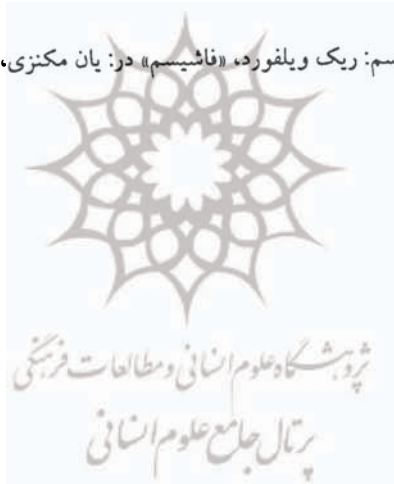 سم: ریک ویلفورد، «فاشیسم» در: یان مکنزی،
پژوهشگاه علوم انسانی و مطالعات فرهنگی
پرتال جامع علوم انسانی